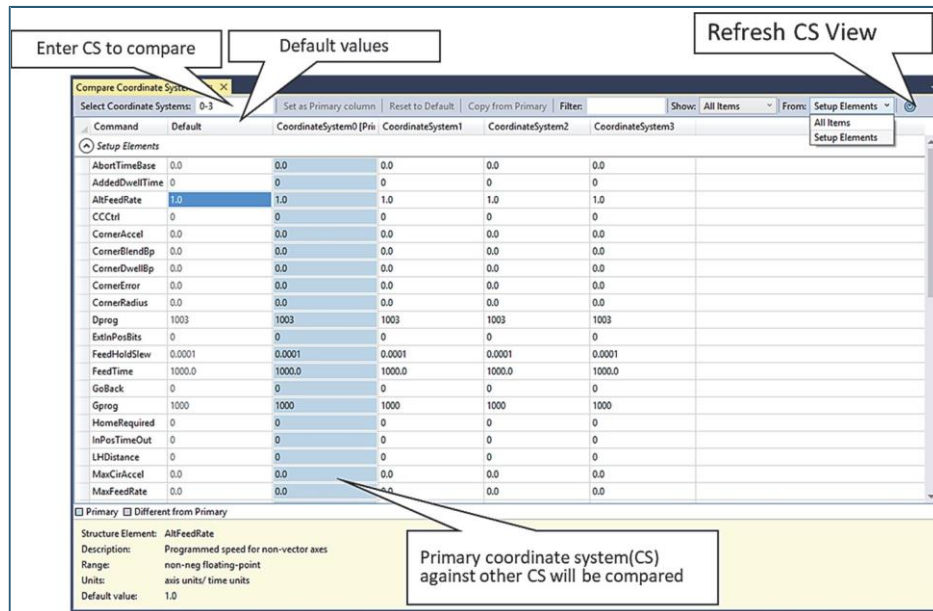 Enter CS to compare
Default values
Refresh CS View
Compare Coordinate
Select Coordinate Systems: 0-3 Set as Primary column Reset to Default Copy from Primary Filter: Show: All Items From: Setup Elements
All Items
Setup Elements
Command Default CoordinateSystem0 [Pri CoordinateSystem1 CoordinateSystem2 CoordinateSystem3
Setup Elements
AbortTimeBase 0.0 0.0 0.0 0.0 0.0
AddedDwellTime 0 0 0 0 0
AltFeedRate 1.0 1.0 1.0 1.0 1.0
CCCtrl 0 0 0 0 0
CornerAccel 0.0 0.0 0.0 0.0 0.0
CornerBlendBp 0.0 0.0 0.0 0.0 0.0
CornerDwellBp 0.0 0.0 0.0 0.0 0.0
CornerError 0.0 0.0 0.0 0.0 0.0
CornerRadius 0.0 0.0 0.0 0.0 0.0
Dprog 1003 1003 1003 1003 1003
ExtInPosBits 0 0 0 0 0
FeedHoldSlew 0.0001 0.0001 0.0001 0.0001 0.0001
FeedTime 1000.0 1000.0 1000.0 1000.0 1000.0
GoBack 0 0 0 0 0
Gprog 1000 1000 1000 1000 1000
HomeRequired 0 0 0 0 0
InPosTimeOut 0 0 0 0 0
LHDistance 0 0 0 0 0
MaxCirAccel 0.0 0.0 0.0 0.0 0.0
MaxFeedRate 0.0 0.0 0.0 0.0
Primary Different from Primary
Structure Element: AltFeedRate
Description: Programmed speed for non-vector axes
Range: non-neg floating-point
Units: axis units/ time units
Default value: 1.0
Primary coordinate system(CS)
against other CS will be compared